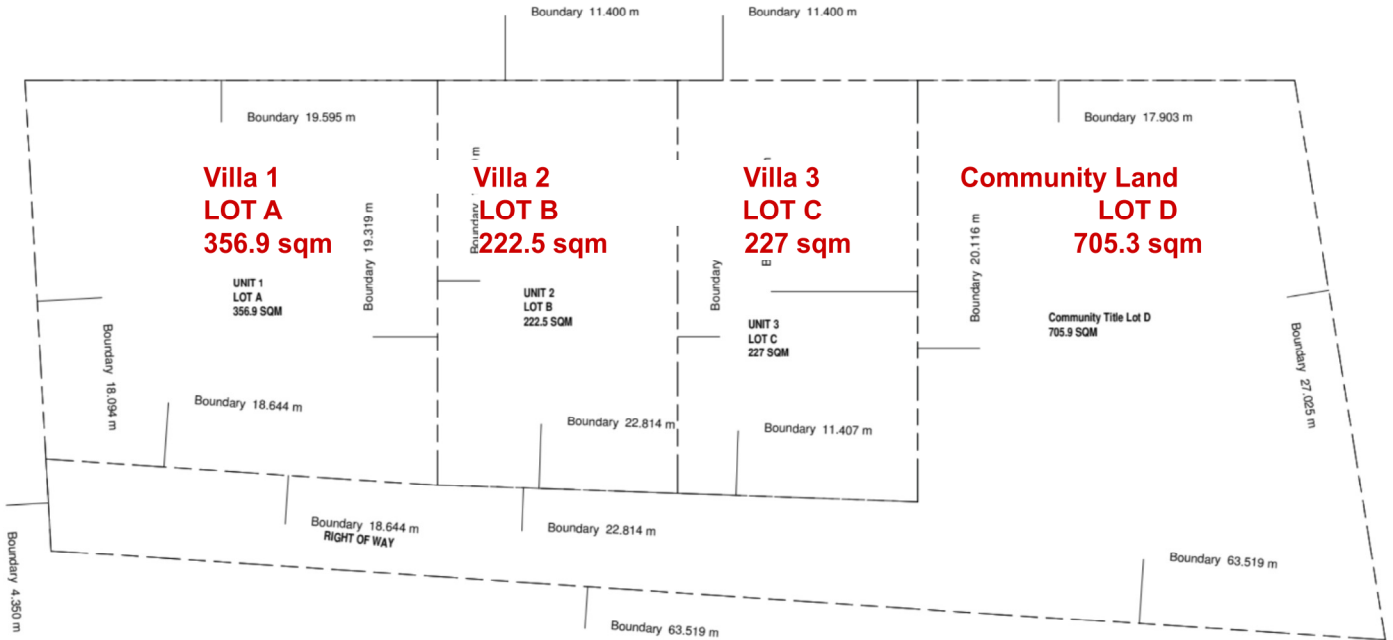 Boundary 11.400 m
Boundary 11.400 m
Boundary 19.595 m
Boundary 17.903 m
Villa 1
LOT A
356.9 sqm
Villa 2
LOT B
222.5 sqm
Villa 3
LOT C
227 sqm
Community Land
LOT D
705.3 sqm
Boundary 19.319 m
Boundary
Boundary
Boundary 20.116 m
UNIT 1
LOT A
356.9 SQM
UNIT 2
LOT B
222.5 SQM
UNIT 3
LOT C
227 SQM
Community Title Lot D
705.9 SQM
Boundary 18.094 m
Boundary 27.025 m
Boundary 18.644 m
Boundary 22.814 m
Boundary 11.407 m
Boundary 18.644 m
RIGHT OF WAY
Boundary 22.814 m
Boundary 4.350 m
Boundary 63.519 m
Boundary 63.519 m